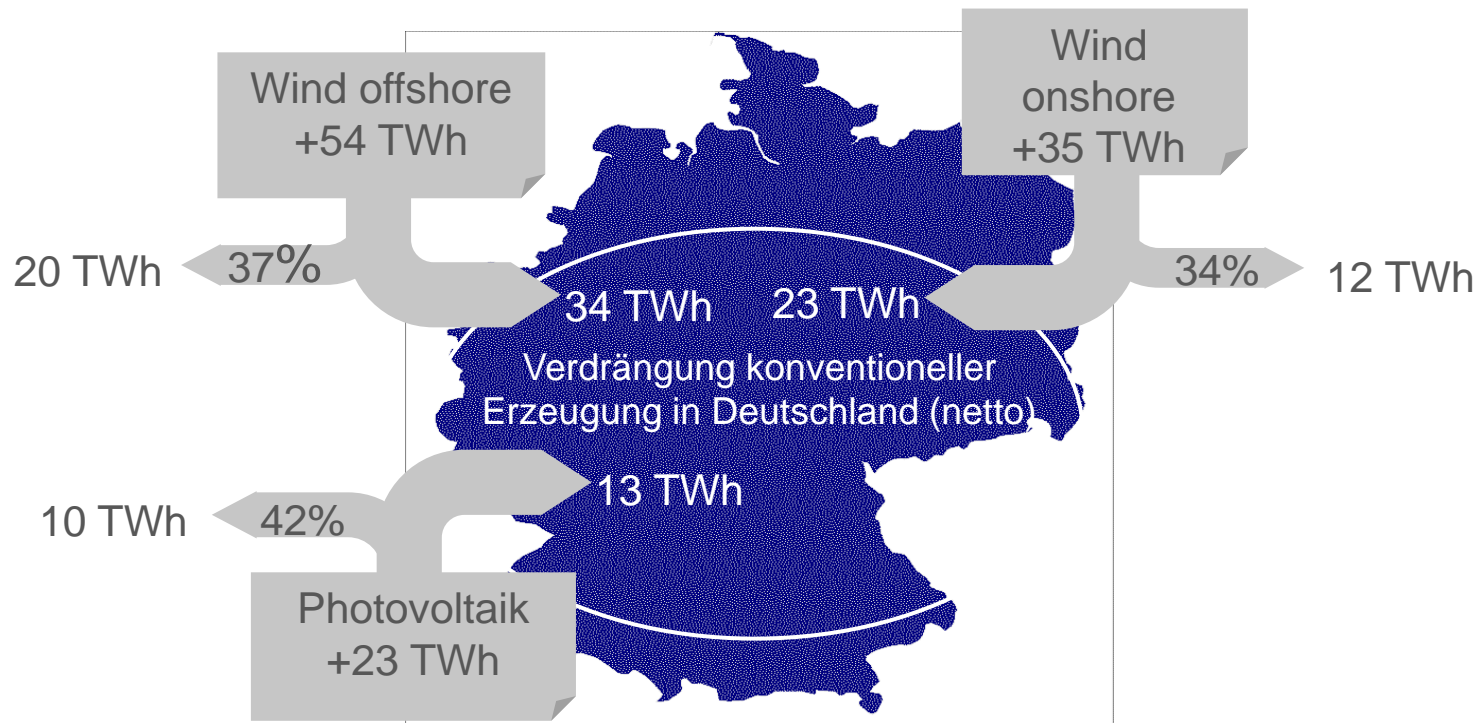 Wind offshore
+54 TWh
Wind
onshore
+35 TWh
20 TWh
37%
34%
12 TWh
34 TWh
23 TWh
Verdrängung konventioneller
Erzeugung in Deutschland (netto)
13 TWh
10 TWh
42%
Photovoltaik
+23 TWh